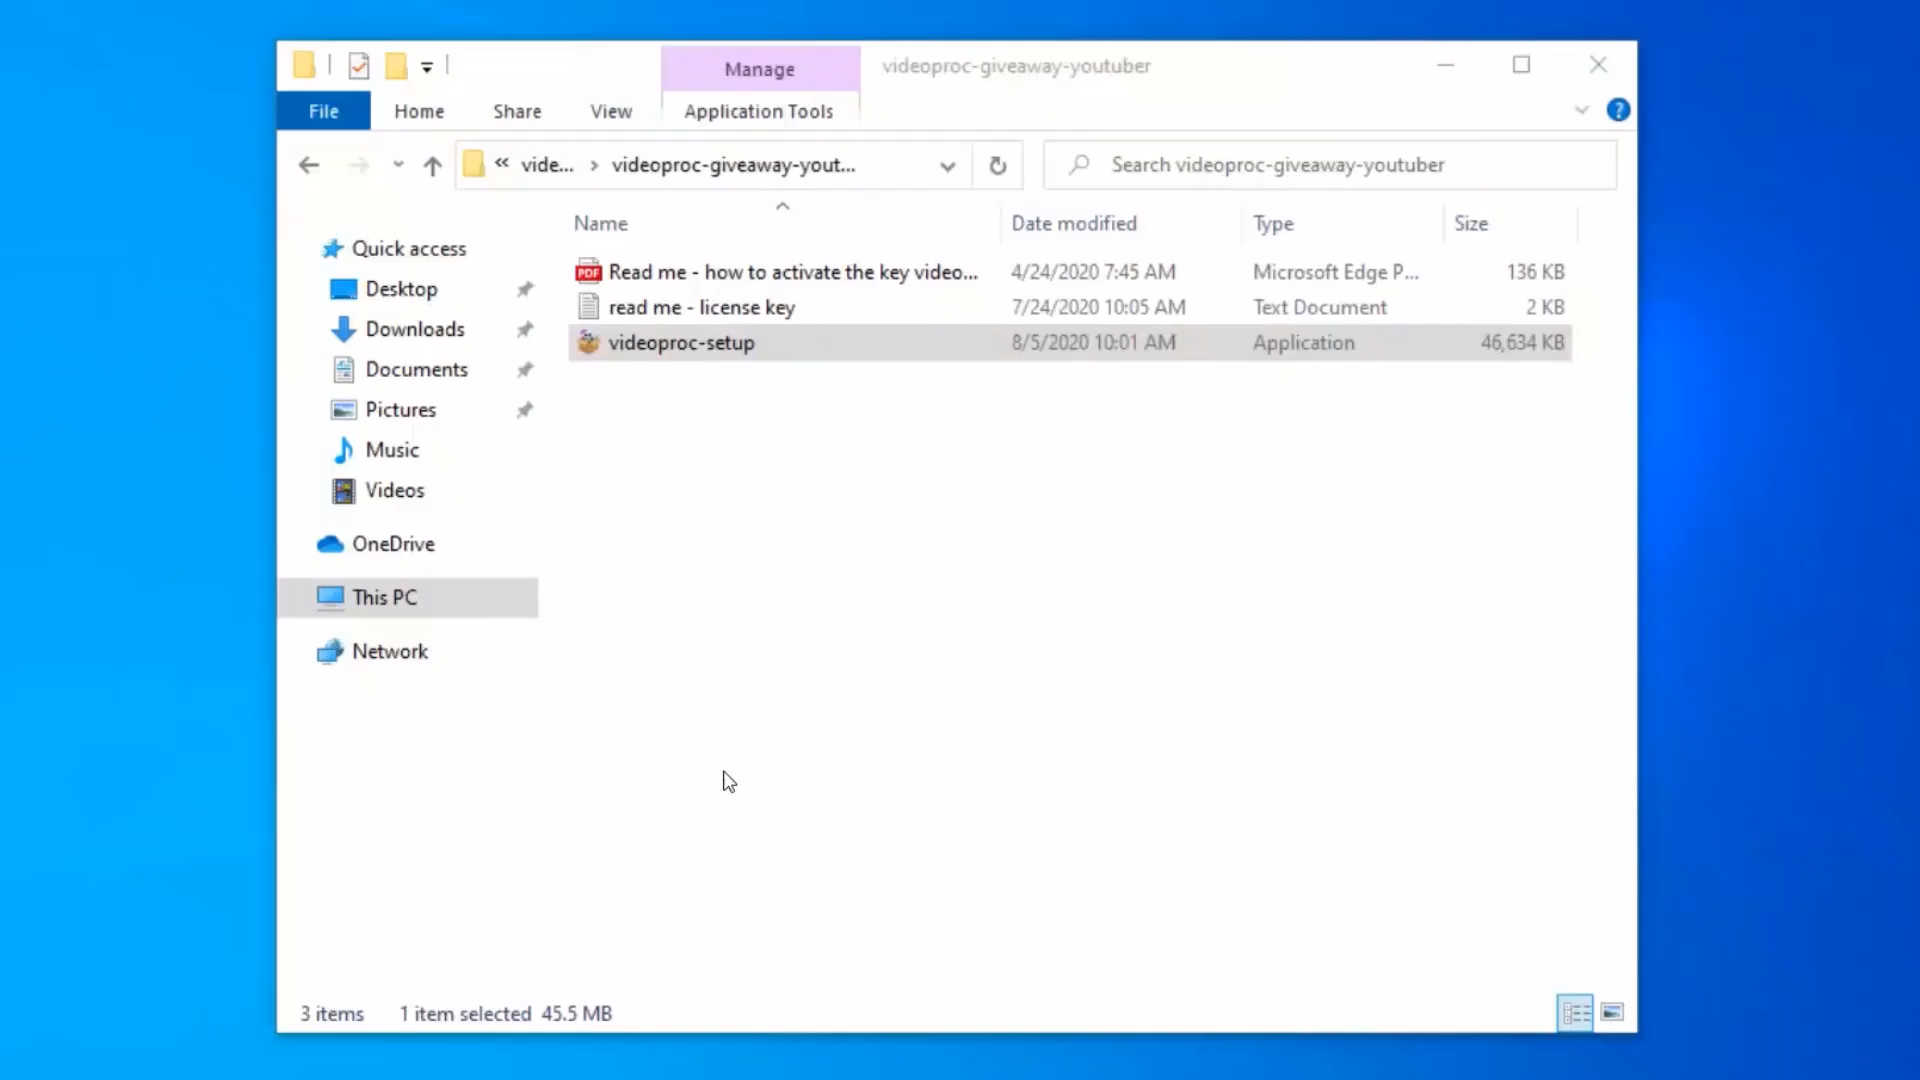 Manage
videoproc-giveaway-youtuber
File
Home
Share
View
Application Tools
?
« vide... › videoproc-giveaway-yout...
Search videoproc-giveaway-youtuber
Name
Date modified
Type
Size
Quick access
Desktop
Downloads
Documents
Pictures
Music
Videos
OneDrive
This PC
Network
PDF Read me - how to activate the key video... 4/24/2020 7:45 AM Microsoft Edge P... 136 KB
read me - license key 7/24/2020 10:05 AM Text Document 2 KB
videoproc-setup 8/5/2020 10:01 AM Application 46,634 KB
3 items 1 item selected 45.5 MB